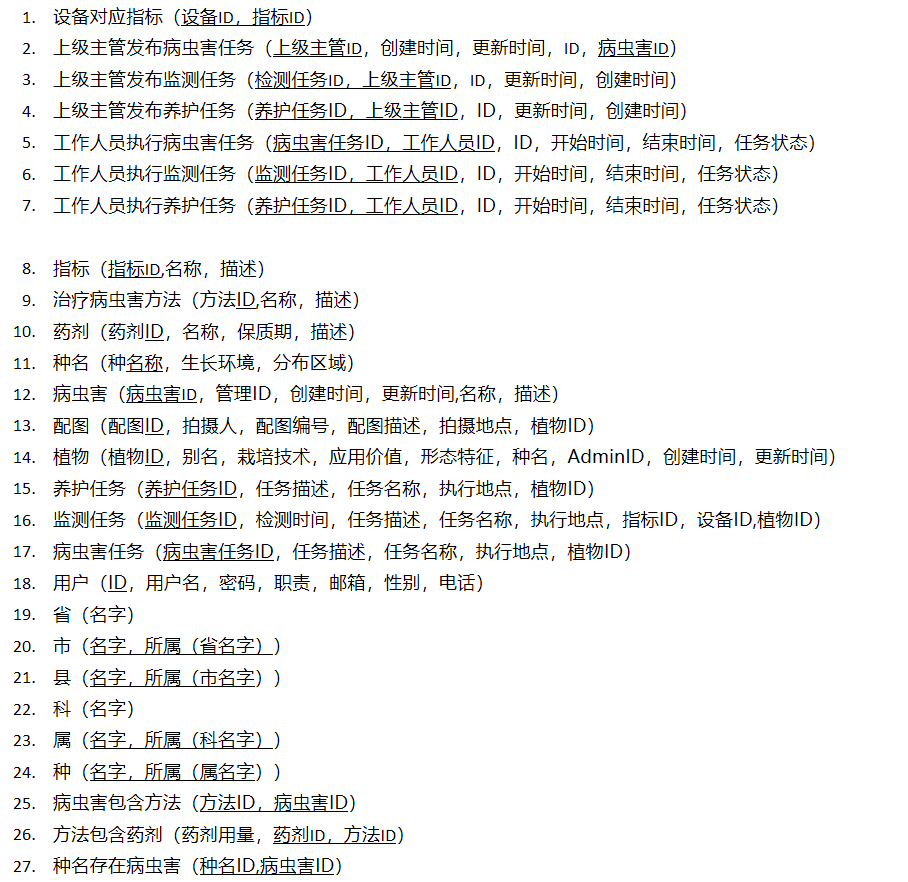 1. 设备对应指标（设备ID，指标ID）
2. 上级主管发布病虫害任务（上级主管ID，创建时间，更新时间，ID，病虫害ID）
3. 上级主管发布监测任务（检测任务ID，上级主管ID，ID，更新时间，创建时间）
4. 上级主管发布养护任务（养护任务ID，上级主管ID，ID，更新时间，创建时间）
5. 工作人员执行病虫害任务（病虫害任务ID，工作人员ID，ID，开始时间，结束时间，任务状态）
6. 工作人员执行监测任务（监测任务ID，工作人员ID，ID，开始时间，结束时间，任务状态）
7. 工作人员执行养护任务（养护任务ID，工作人员ID，ID，开始时间，结束时间，任务状态）
8. 指标（指标ID,名称，描述）
9. 治疗病虫害方法（方法ID,名称，描述）
10. 药剂（药剂ID，名称，保质期，描述）
11. 种名（种名称，生长环境，分布区域）
12. 病虫害（病虫害ID，管理ID，创建时间，更新时间,名称，描述）
13. 配图（配图ID，拍摄人，配图编号，配图描述，拍摄地点，植物ID）
14. 植物（植物ID，别名，栽培技术，应用价值，形态特征，种名，AdminID，创建时间，更新时间）
15. 养护任务（养护任务ID，任务描述，任务名称，执行地点，植物ID）
16. 监测任务（监测任务ID，检测时间，任务描述，任务名称，执行地点，指标ID，设备ID,植物ID）
17. 病虫害任务（病虫害任务ID，任务描述，任务名称，执行地点，植物ID）
18. 用户（ID，用户名，密码，职责，邮箱，性别，电话）
19. 省（名字）
20. 市（名字，所属（省名字））
21. 县（名字，所属（市名字））
22. 科（名字）
23. 属（名字，所属（科名字））
24. 种（名字，所属（属名字））
25. 病虫害包含方法（方法ID，病虫害ID）
26. 方法包含药剂（药剂用量，药剂ID，方法ID）
27. 种名存在病虫害（种名ID,病虫害ID）